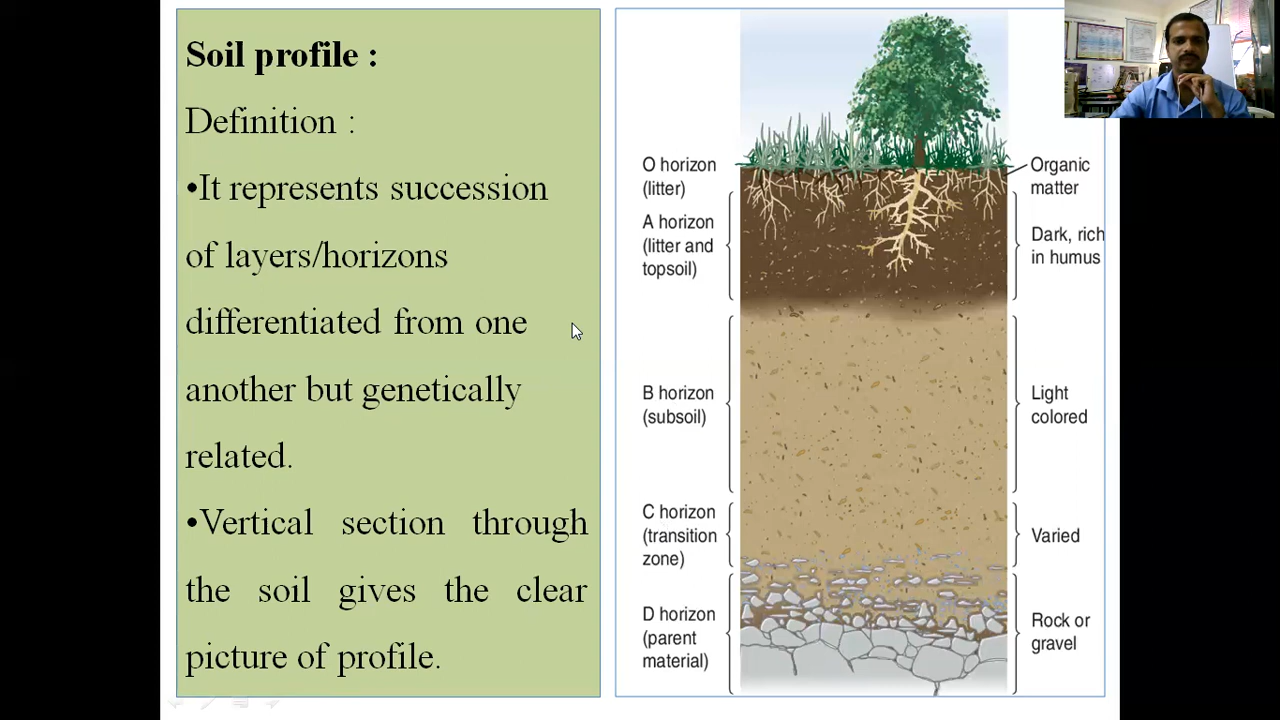 Soil profile :
Definition :
•It represents succession
of layers/horizons
differentiated from one
another but genetically
related.
•Vertical section through
the soil gives the clear
picture of profile.
O horizon
(litter)
A horizon
(litter and
topsoil)
B horizon
(subsoil)
C horizon
(transition
zone)
D horizon
(parent
material)
Organic
matter
Dark, rich
in humus
Light
colored
Varied
Rock or
gravel